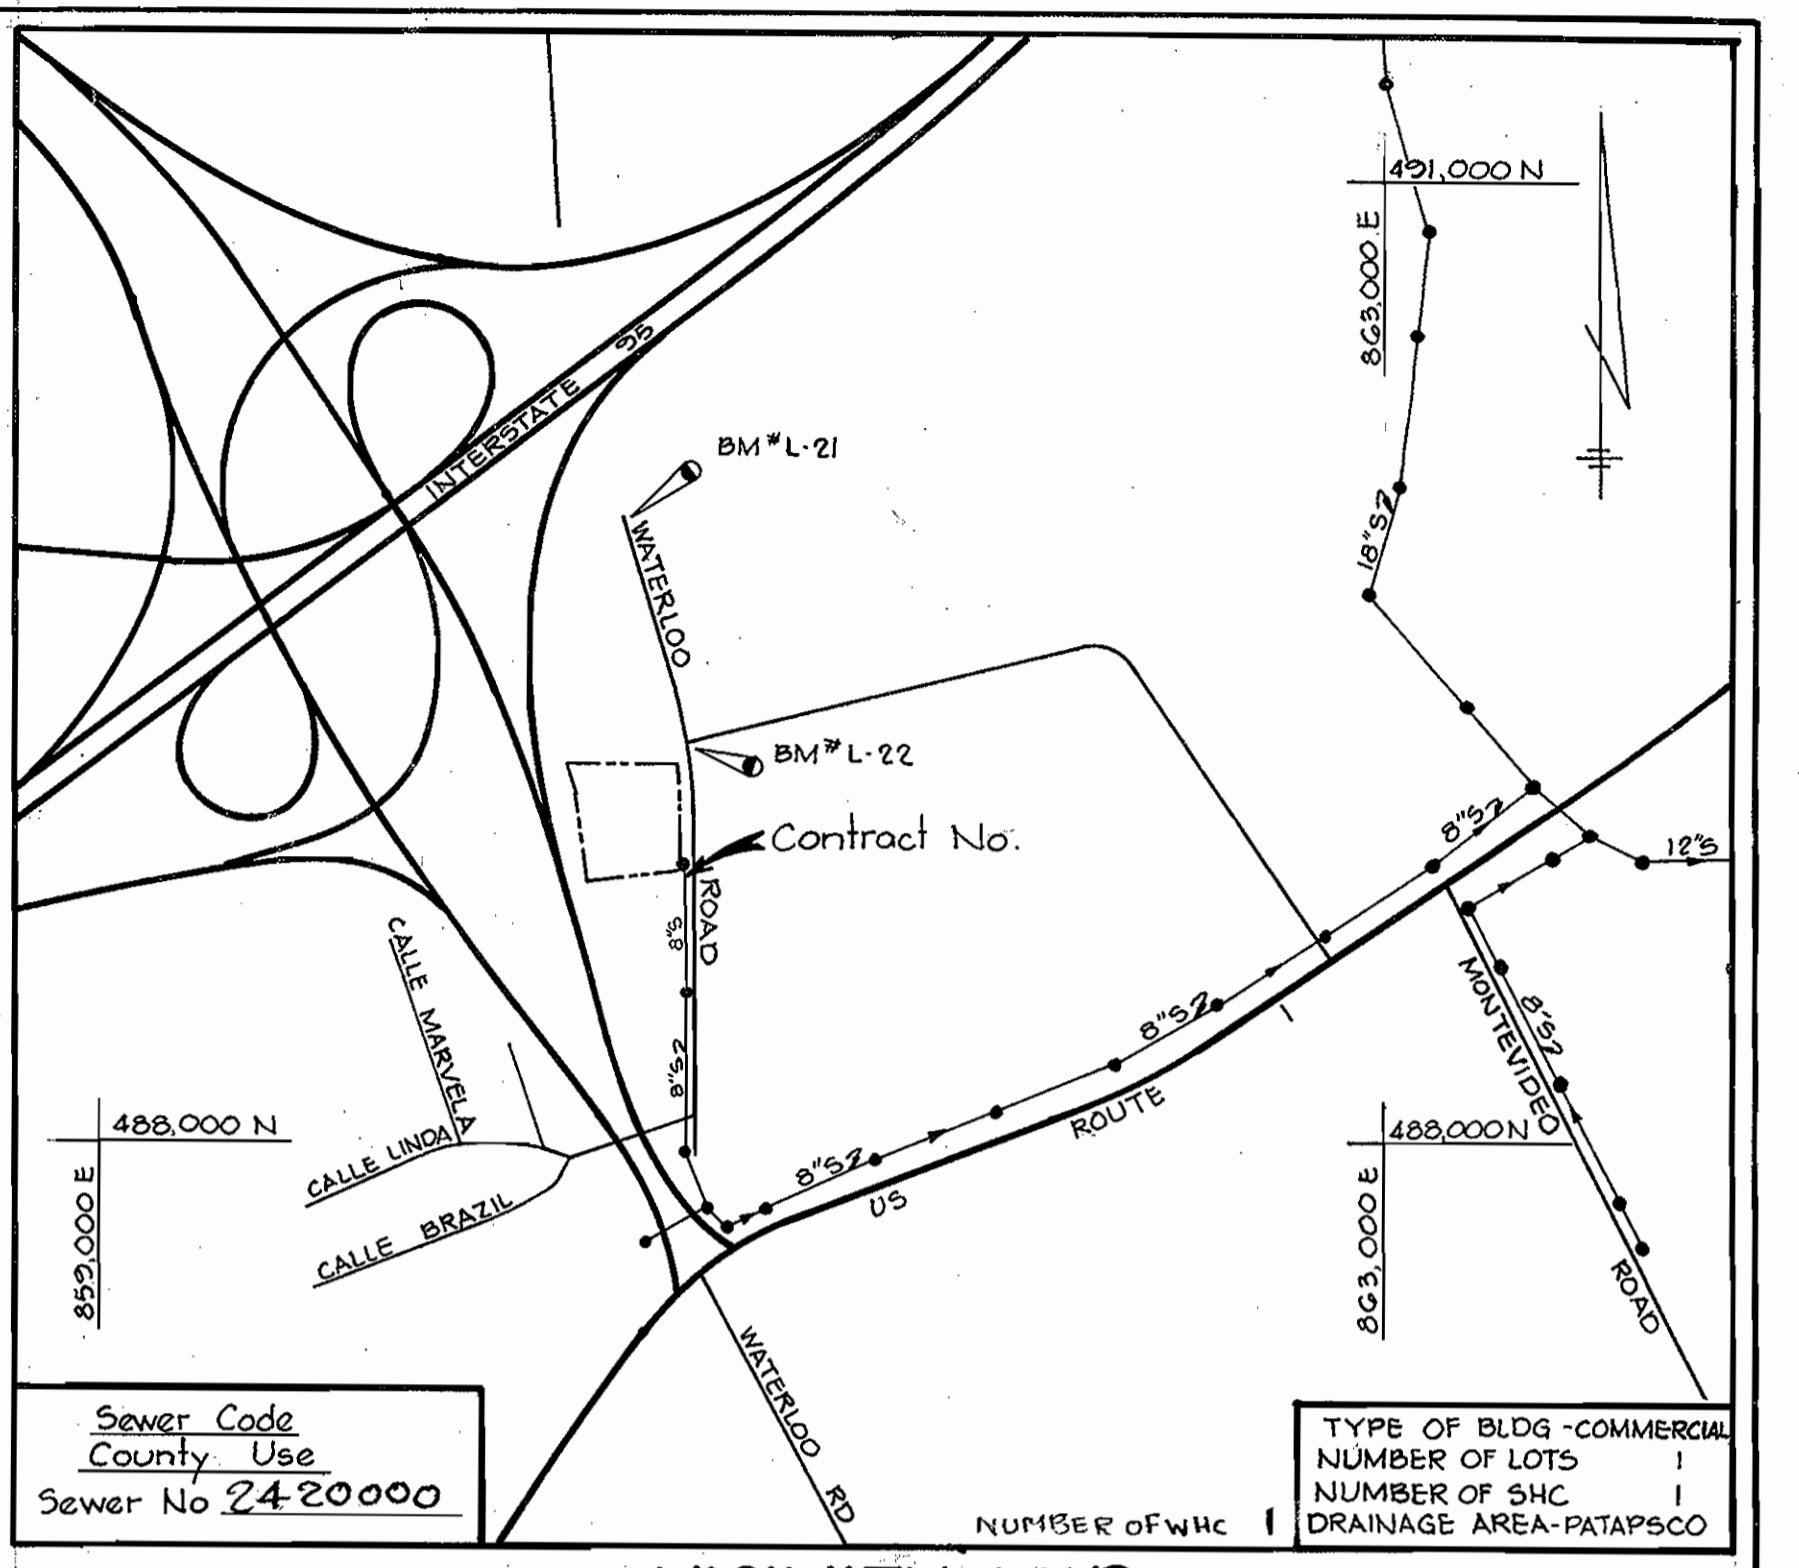 491,000 N
863,000 E
INTERSTATE 95
BM # L-21
WATERLOO
18"S
BM # L-22
Contract No.
8"S
12"S
ROAD
8"S
8"S
8"S
8"S
8"S
CALLE MARVELA
MONTEVIDEO
ROAD
488,000 N
859,000 E
CALLE LINDA
CALLE BRAZIL
US
ROUTE
1
488,000 N
863,000 E
WATERLOO RD
Sewer Code
County Use
Sewer No 2420000
NUMBER OF WHC 1
TYPE OF BLDG - COMMERCIAL
NUMBER OF LOTS 1
NUMBER OF SHC 1
DRAINAGE AREA - PATAPSCO